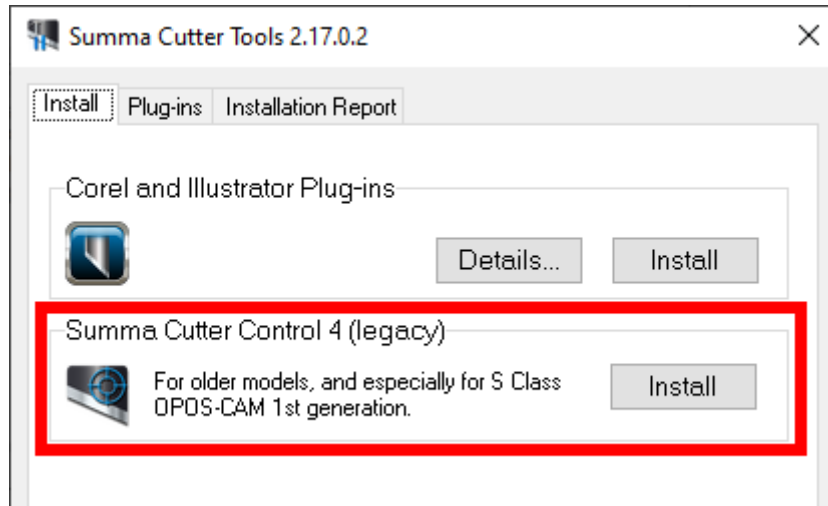 Summa Cutter Tools 2.17.0.2
Install Plug-ins Installation Report
Corel and Illustrator Plug-ins
Details... Install
Summa Cutter Control 4 (legacy)
For older models, and especially for S Class
OPOS-CAM 1st generation.
Install